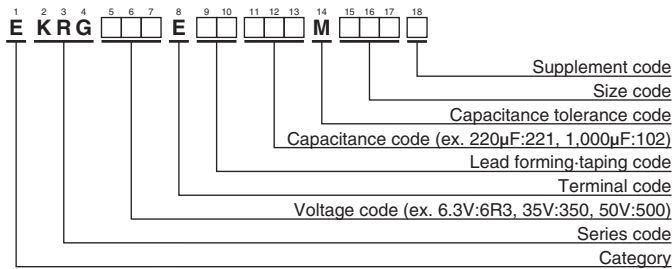 1 2 3 4 5 6 7 8 9 10 11 12 13 14 15 16 17 18
E K R G □□□ E □□ □□□ M □□□ □
Supplement code
Size code
Capacitance tolerance code
Capacitance code (ex. 220µF:221, 1,000µF:102)
Lead forming·taping code
Terminal code
Voltage code (ex. 6.3V:6R3, 35V:350, 50V:500)
Series code
Category